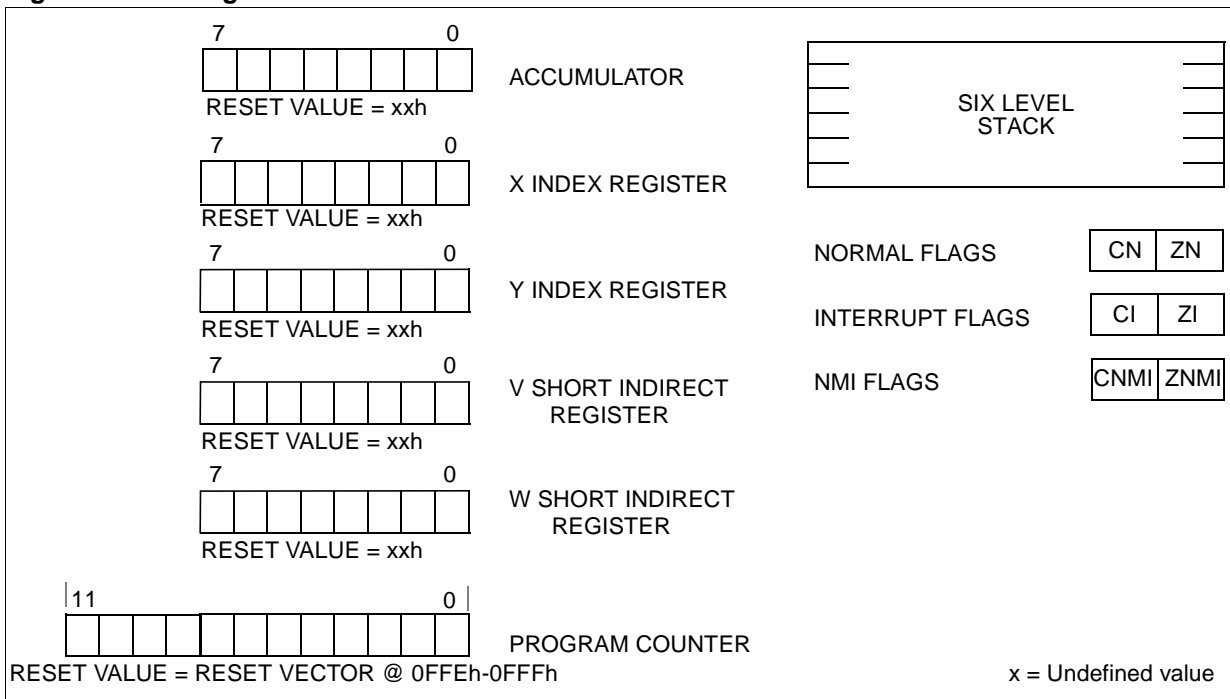 7 0
ACCUMULATOR
RESET VALUE = xxh
7 0
X INDEX REGISTER
RESET VALUE = xxh
7 0
Y INDEX REGISTER
RESET VALUE = xxh
7 0
V SHORT INDIRECT
REGISTER
RESET VALUE = xxh
7 0
W SHORT INDIRECT
REGISTER
RESET VALUE = xxh
11 0
PROGRAM COUNTER
RESET VALUE = RESET VECTOR @ 0FFEh-0FFFh
SIX LEVEL
STACK
NORMAL FLAGS CN ZN
INTERRUPT FLAGS CI ZI
NMI FLAGS CNMI ZNMI
x = Undefined value